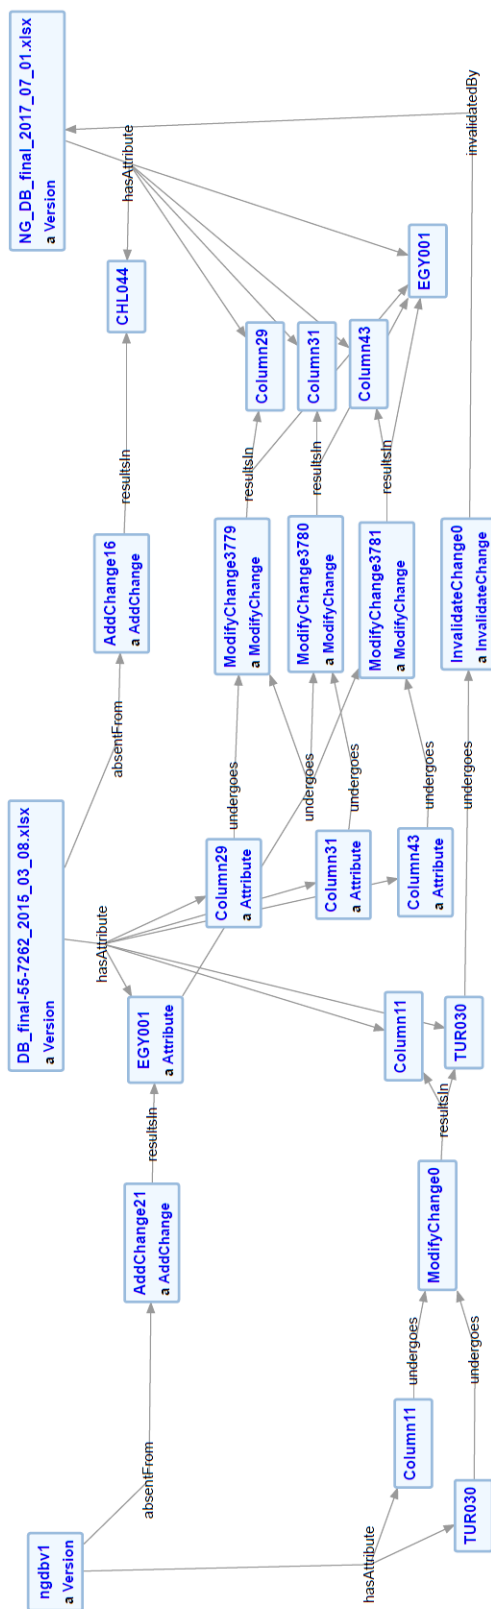 ngdbv1
a Version
absentFrom
hasAttribute
AddChange21
a AddChange
Column11
TUR030
undergoes
undergoes
ModifyChange0
resultsIn
resultsIn
DB_final-55-7262_2015_03_08.xlsx
a Version
hasAttribute
absentFrom
EGY001
a Attribute
Column11
TUR030
Column29
a Attribute
Column31
a Attribute
Column43
a Attribute
undergoes
undergoes
undergoes
undergoes
AddChange16
a AddChange
ModifyChange3779
a ModifyChange
ModifyChange3780
a ModifyChange
ModifyChange3781
a ModifyChange
InvalidateChange0
a InvalidateChange
resultsIn
resultsIn
resultsIn
resultsIn
invalidatedBy
CHL044
Column29
Column31
Column43
EGY001
hasAttribute
NG_DB_final_2017_07_01.xlsx
a Version